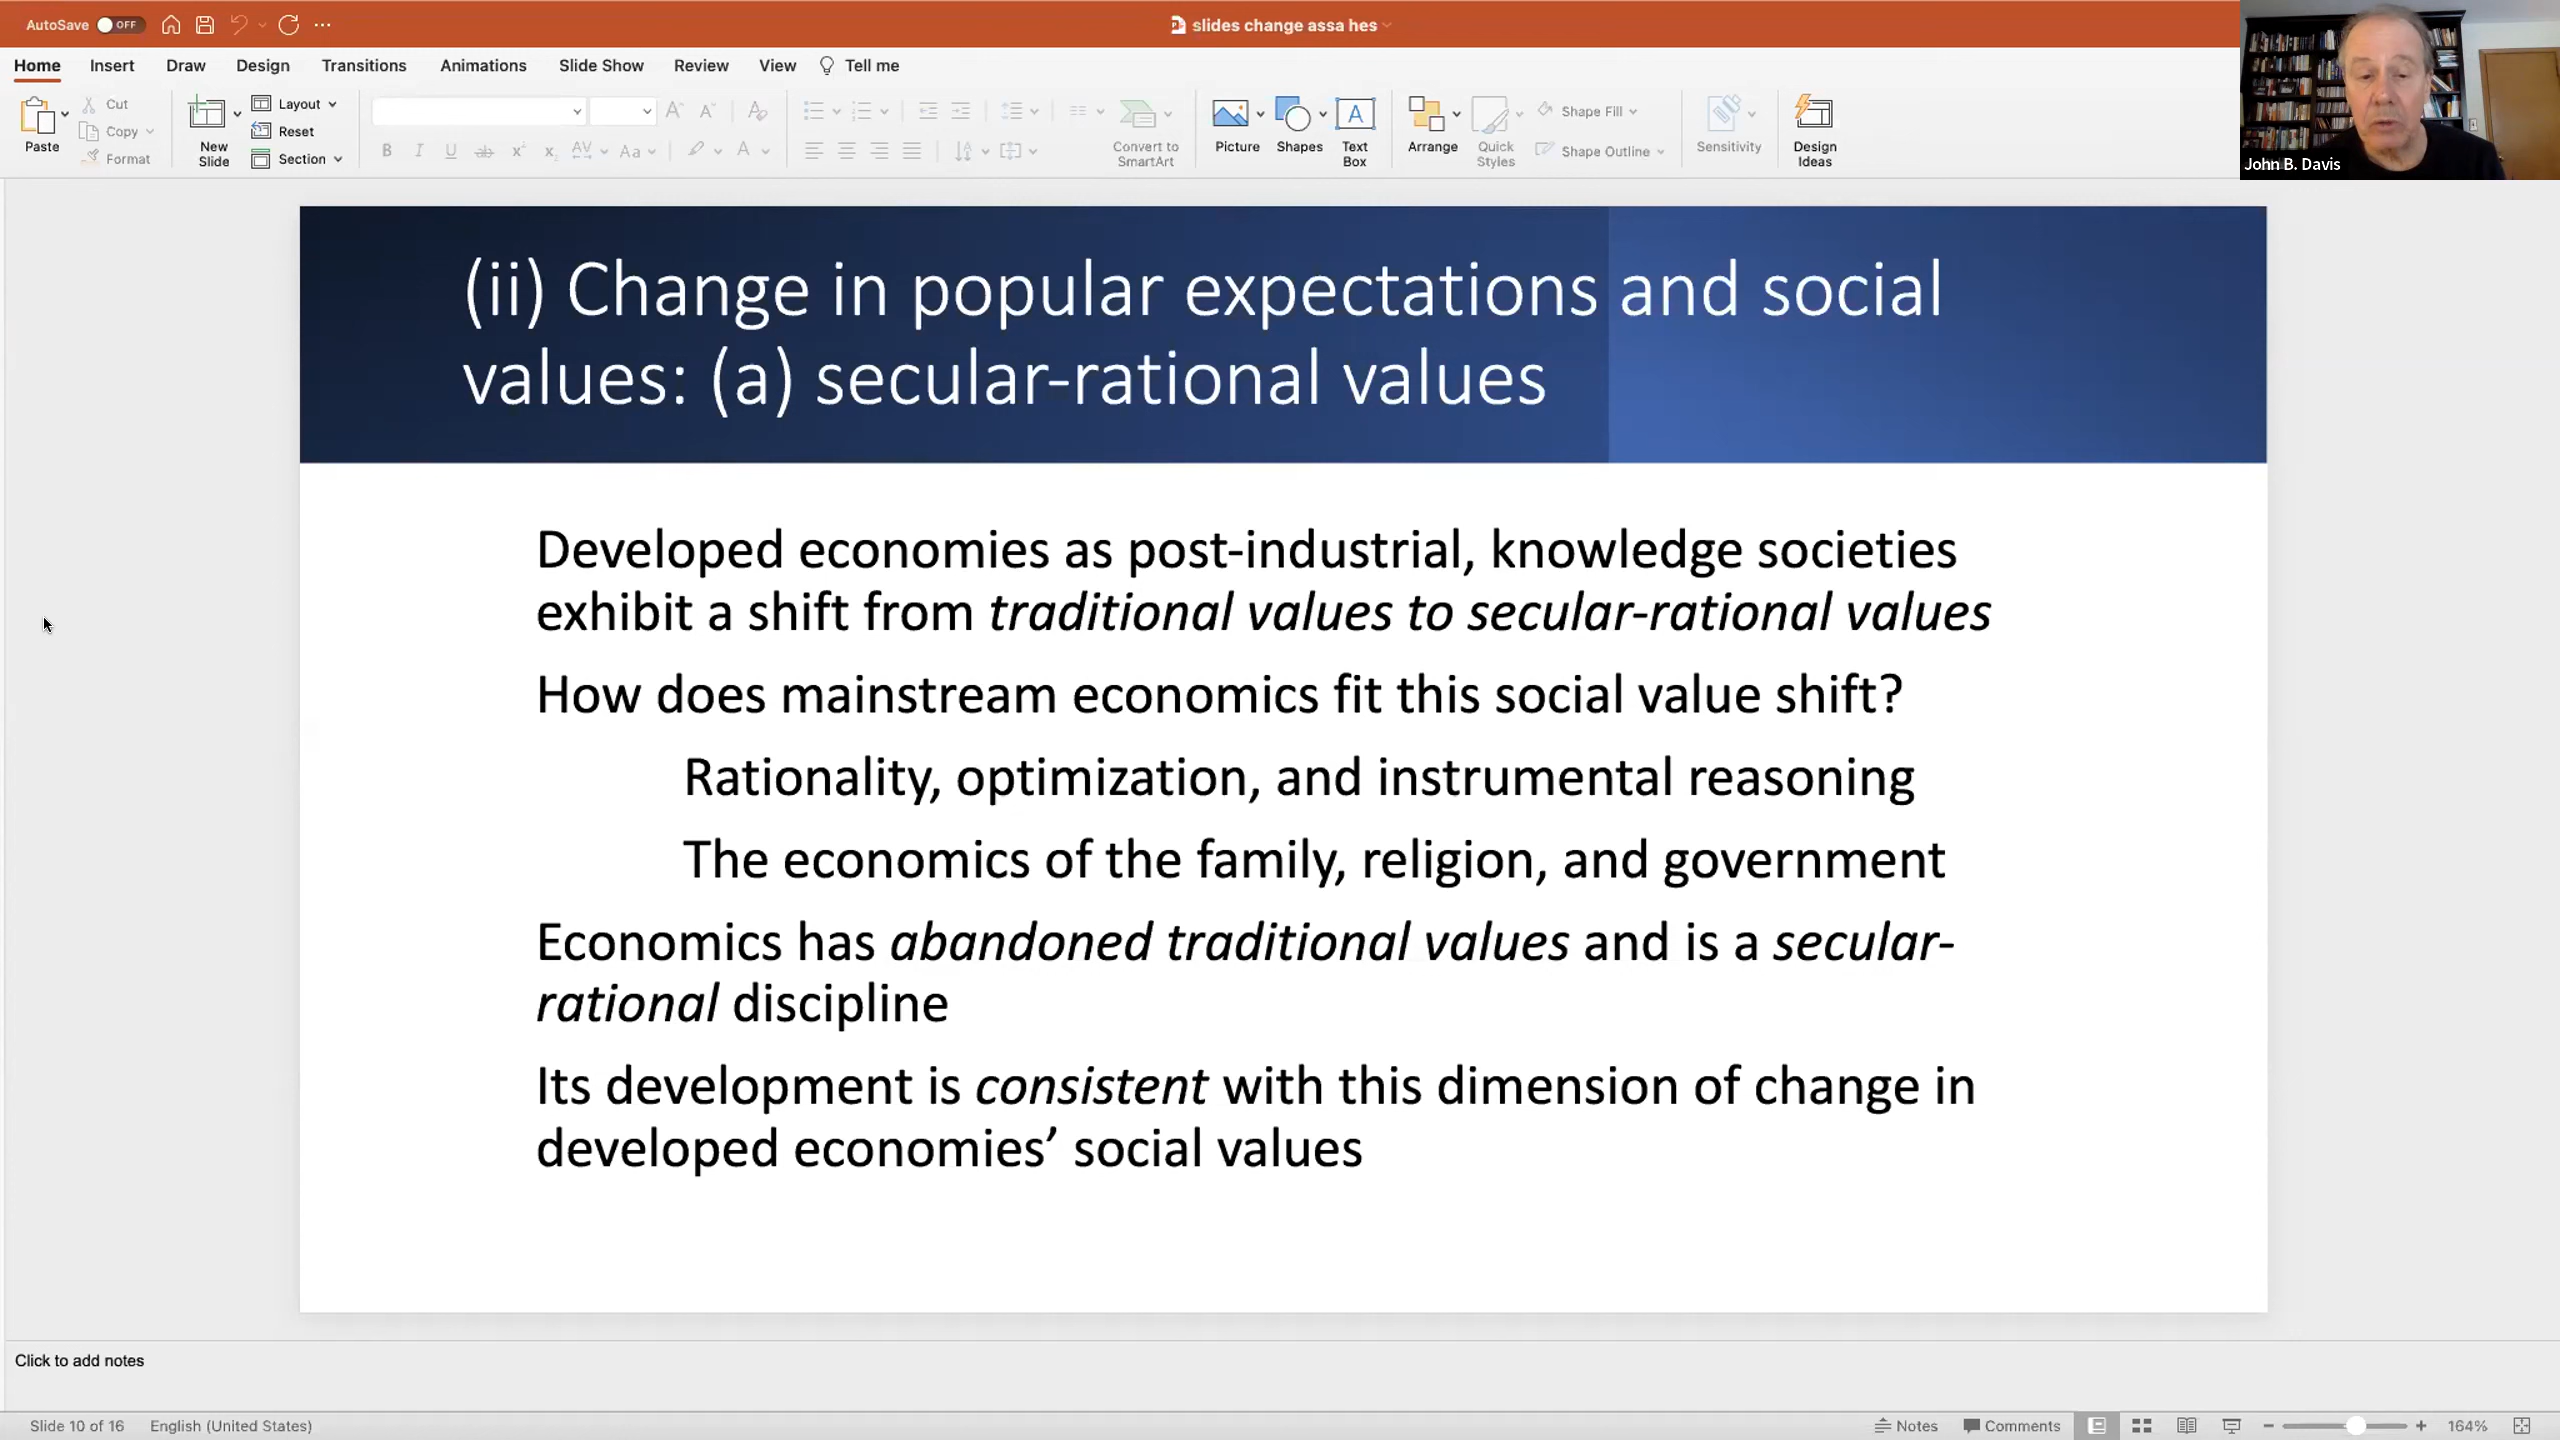 AutoSave OFF
slides change assa hes
Home Insert Draw Design Transitions Animations Slide Show Review View Tell me
Paste
Cut
Copy
Format
New
Slide
Layout
Reset
Section
Convert to
SmartArt
Picture
Shapes
Text
Box
Arrange
Quick
Styles
Shape Fill
Shape Outline
Sensitivity
Design
Ideas
John B. Davis
(ii) Change in popular expectations and social
values: (a) secular-rational values
Developed economies as post-industrial, knowledge societies
exhibit a shift from traditional values to secular-rational values
How does mainstream economics fit this social value shift?
Rationality, optimization, and instrumental reasoning
The economics of the family, religion, and government
Economics has abandoned traditional values and is a secular-
rational discipline
Its development is consistent with this dimension of change in
developed economies’ social values
Click to add notes
Slide 10 of 16 English (United States) Notes Comments 164%